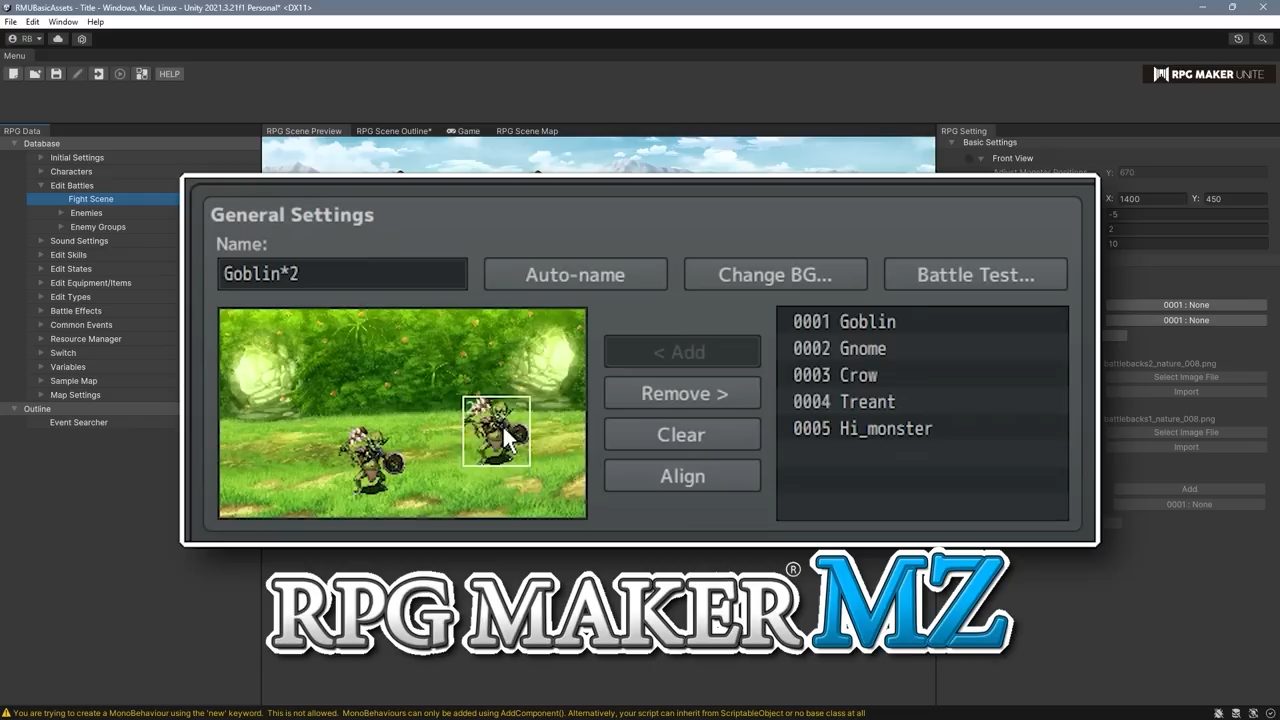 RMUBasicAssets - Title - Windows, Mac, Linux - Unity 2021.3.21f1 Personal* <DX11>
File Edit Window Help
RB
Menu
HELP
RPG MAKER UNITE
RPG Data
RPG Scene Preview RPG Scene Outline* Game RPG Scene Map
RPG Setting
Database
Initial Settings
Characters
Edit Battles
Fight Scene
Enemies
Enemy Groups
Sound Settings
Edit Skills
Edit States
Edit Equipment/Items
Edit Types
Battle Effects
Common Events
Resource Manager
Switch
Variables
Sample Map
Map Settings
Outline
Event Searcher
Basic Settings
Front View
Adjust Monster Positions
Y: 670
X: 1400 Y: 450
-5
2
10
0001 : None
0001 : None
battlebacks2_nature_008.png
Select Image File
Import
battlebacks1_nature_008.png
Select Image File
Import
Add
0001 : None
General Settings
Name:
Goblin*2
Auto-name
Change BG...
Battle Test...
< Add
Remove >
Clear
Align
0001 Goblin
0002 Gnome
0003 Crow
0004 Treant
0005 Hi_monster
RPG MAKER® MZ
You are trying to create a MonoBehaviour using the 'new' keyword. This is not allowed. MonoBehaviours can only be added using AddComponent(). Alternatively, your script can inherit from ScriptableObject or no base class at all